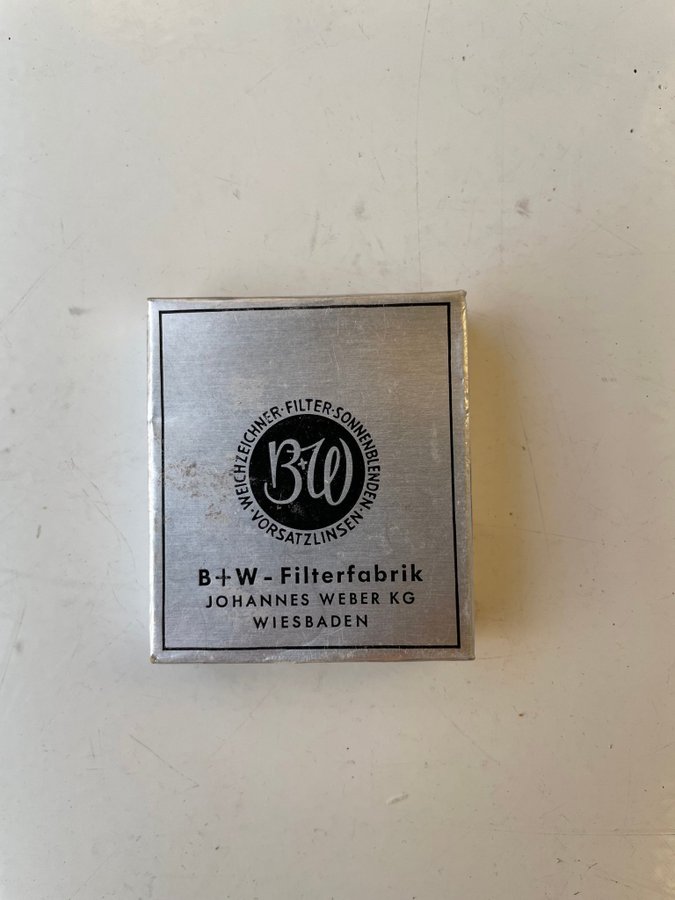 WEICHZEICHNER·FILTER·SONNENBLENDEN·VORSATZLINSEN·
B+W
B+W-Filterfabrik
JOHANNES WEBER KG
WIESBADEN